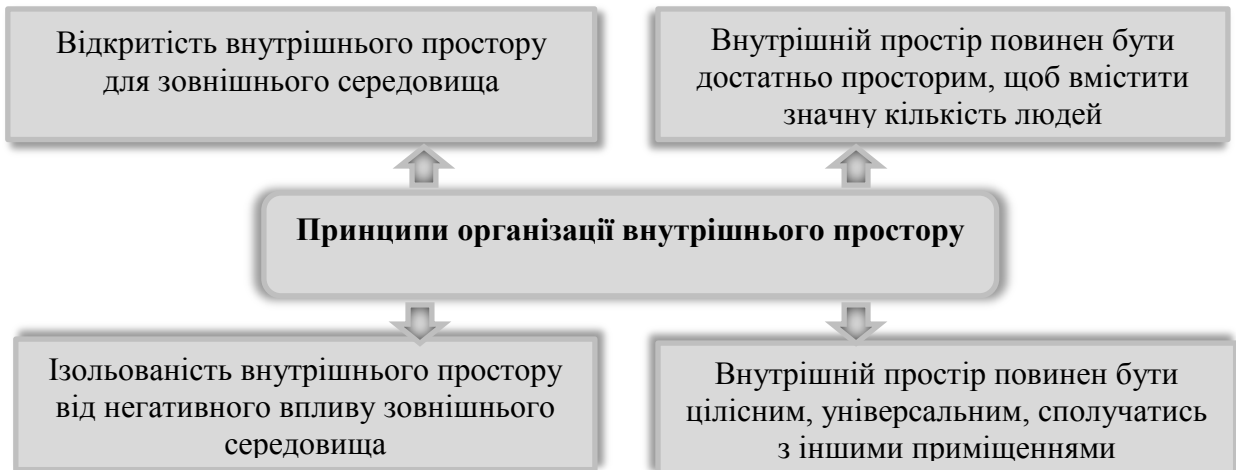 Відкритість внутрішнього простору
для зовнішнього середовища
Внутрішній простір повинен бути
достатньо просторим, щоб вмістити
значну кількість людей
Принципи організації внутрішнього простору
Ізольованість внутрішнього простору
від негативного впливу зовнішнього
середовища
Внутрішній простір повинен бути
цілісним, універсальним, сполучатись
з іншими приміщеннями